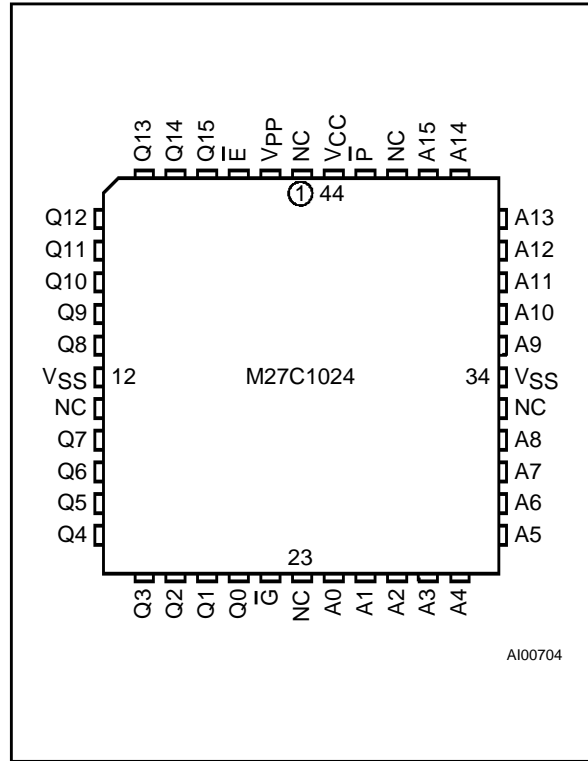 Q13 Q14 Q15 E̅ VPP NC VCC P̅ NC A15 A14
1 44
Q12 A13
Q11 A12
Q10 A11
Q9 A10
Q8 A9
VSS 12 M27C1024 34 VSS
NC NC
Q7 A8
Q6 A7
Q5 A6
Q4 A5
23
Q3 Q2 Q1 Q0 G̅ NC A0 A1 A2 A3 A4
AI00704